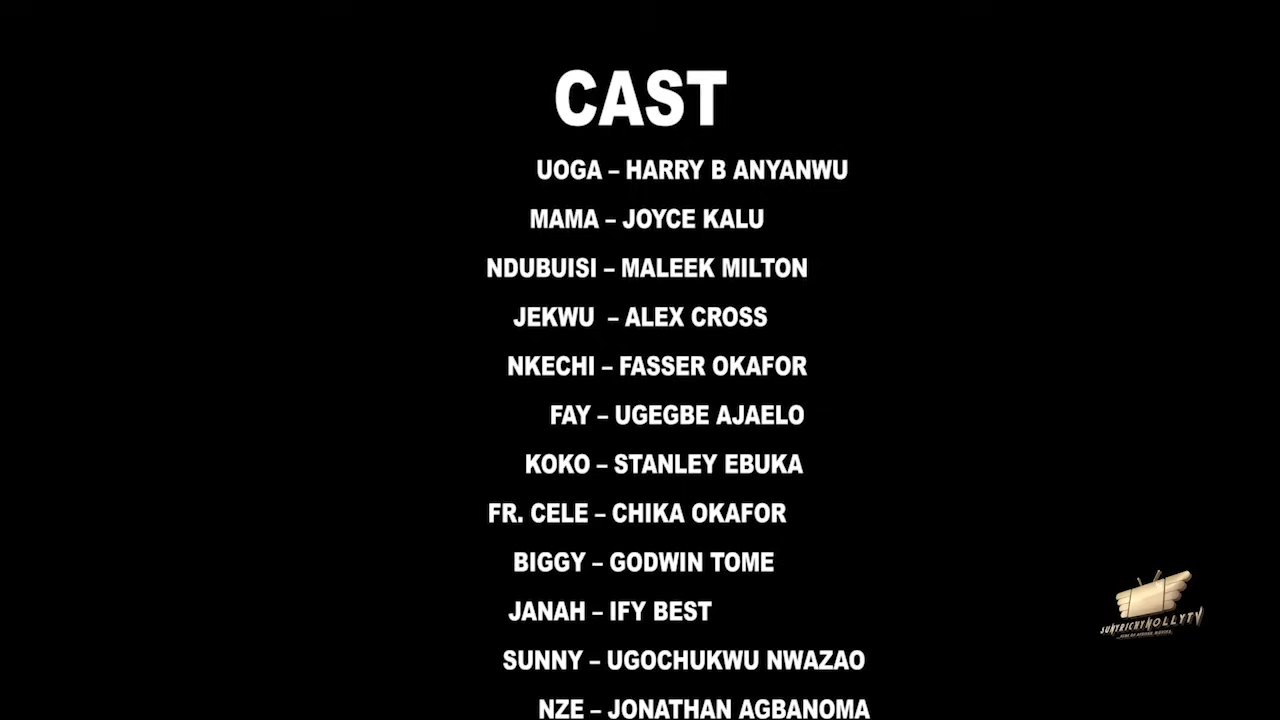 CAST
UOGA – HARRY B ANYANWU
MAMA – JOYCE KALU
NDUBUISI – MALEEK MILTON
JEKWU – ALEX CROSS
NKECHI – FASSER OKAFOR
FAY – UGEGBE AJAELO
KOKO – STANLEY EBUKA
FR. CELE – CHIKA OKAFOR
BIGGY – GODWIN TOME
JANAH – IFY BEST
SUNNY – UGOCHUKWU NWAZAO
NZE – JONATHAN AGBANOMA
SUNTRICHYNOLLYTV